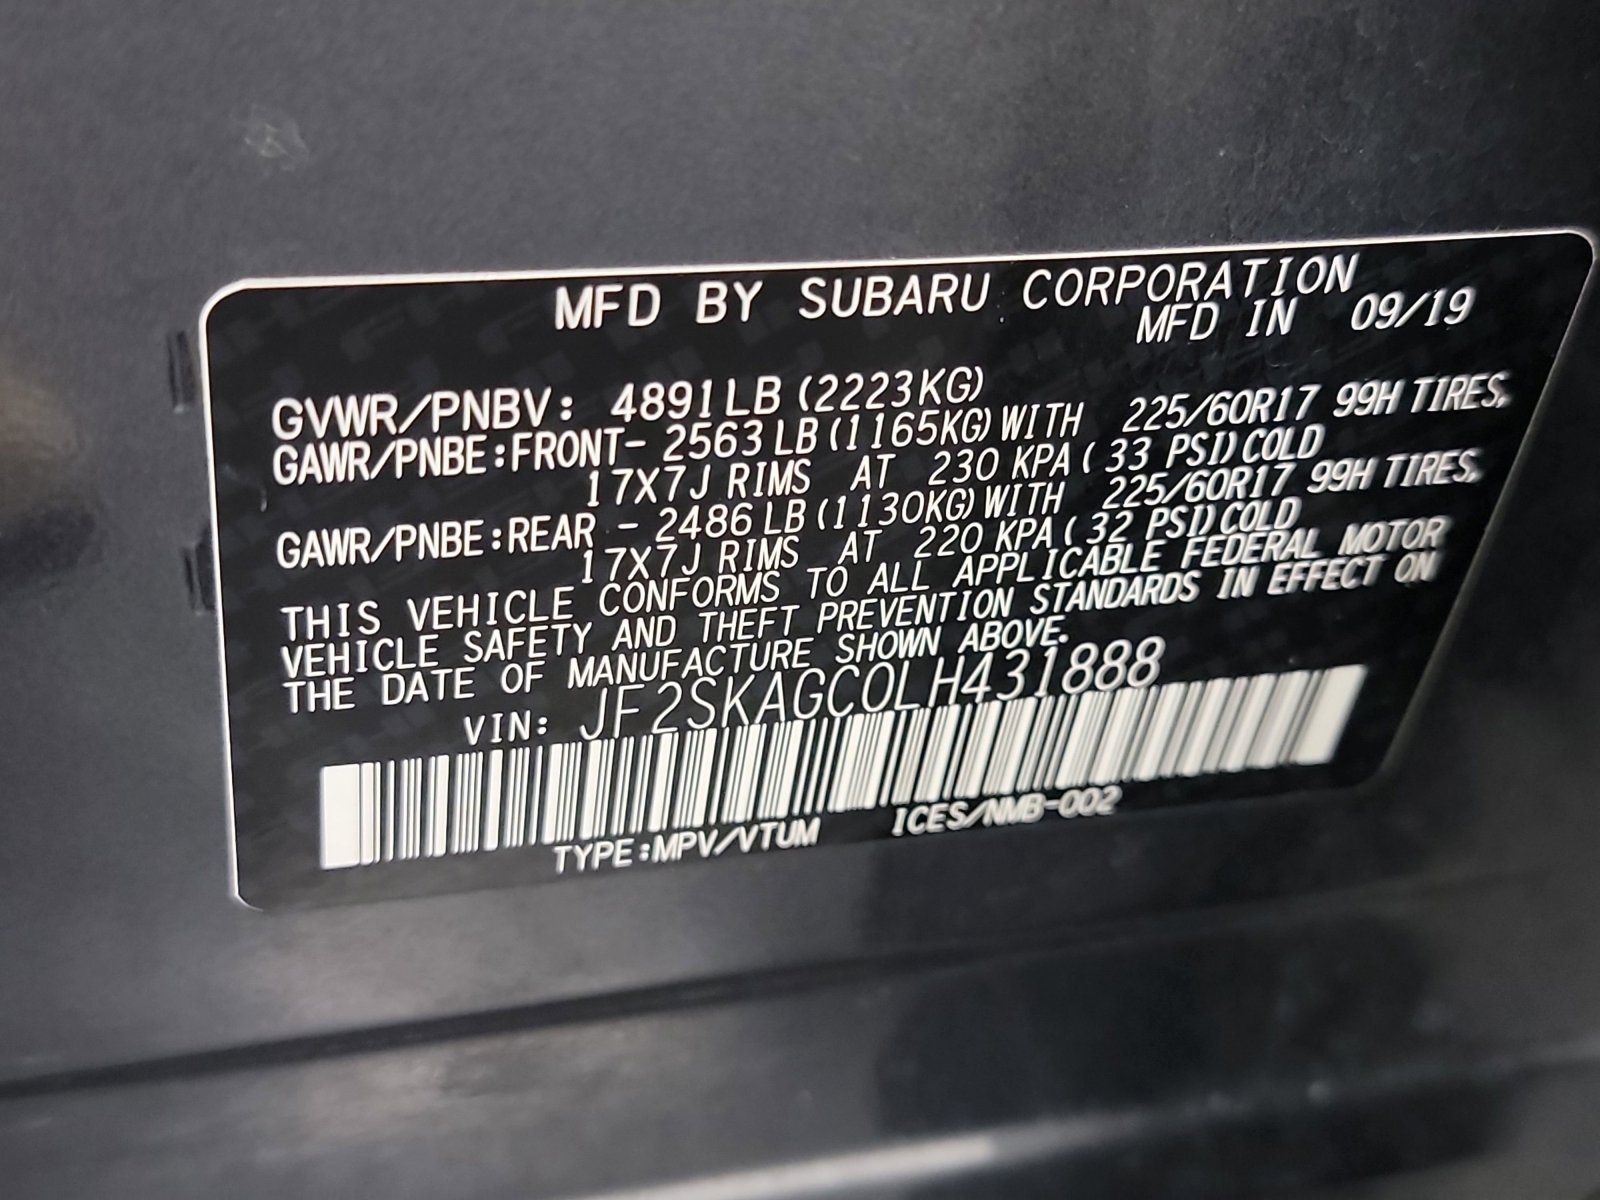 MFD BY SUBARU CORPORATION
MFD IN 09/19
GVWR/PNBV: 4891LB (2223KG)
GAWR/PNBE:FRONT- 2563 LB (1165KG) WITH 225/60R17 99H TIRES,
17X7J RIMS AT 230 KPA ( 33 PSI) COLD
GAWR/PNBE:REAR - 2486 LB (1130KG) WITH 225/60R17 99H TIRES,
17X7J RIMS AT 220 KPA ( 32 PSI) COLD
THIS VEHICLE CONFORMS TO ALL APPLICABLE FEDERAL MOTOR
VEHICLE SAFETY AND THEFT PREVENTION STANDARDS IN EFFECT ON
THE DATE OF MANUFACTURE SHOWN ABOVE.
VIN: JF2SKAGC0LH431888
TYPE:MPV/VTUM ICES/NMB-002